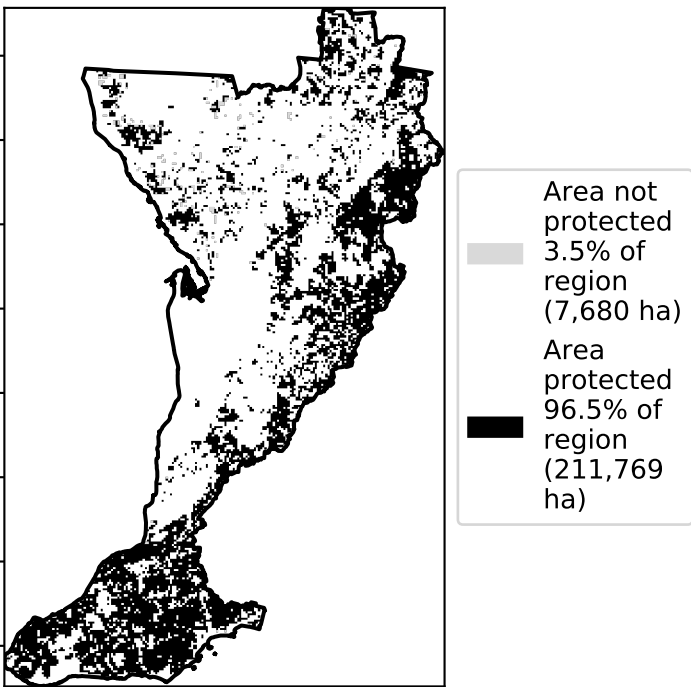 Area not
protected
3.5% of
region
(7,680 ha)
Area
protected
96.5% of
region
(211,769
ha)